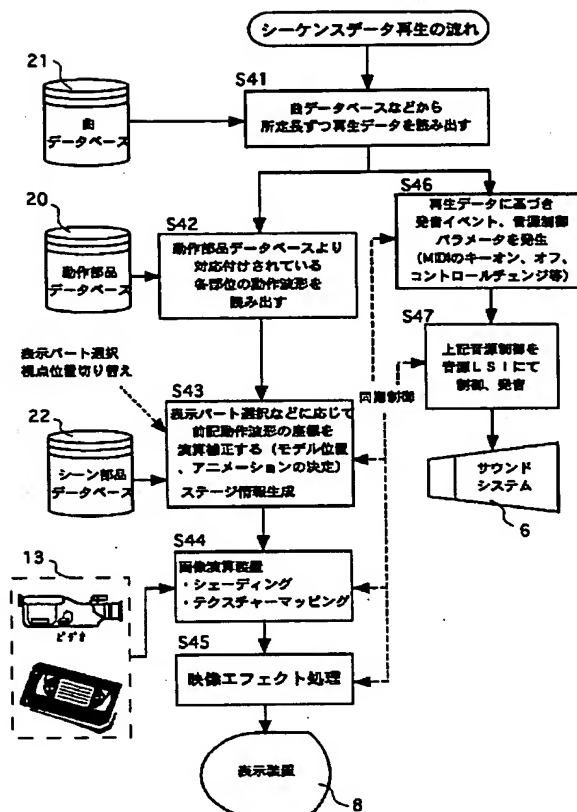 シーケンスデータ再生の流れ
21
曲
データベース
S41
曲データベースなどから
所定長ずつ再生データを読み出す
20
動作部品
データベース
S42
動作部品データベースより
対応付けされている
各部位の動作波形を
読み出す
S46
再生データに基づき
発音イベント、音源制御
パラメータを発生
(MIDIのキーオン、オフ、
コントロールチェンジ等)
S47
上記音源制御を
音源LSIにて
制御、発音
同期制御
サウンド
システム
6
表示パート選択
視点位置切り替え
22
シーン部品
データベース
S43
表示パート選択などに応じて
前記動作波形の座標を
演算補正する(モデル位置
、アニメーションの決定)
ステージ情報生成
S44
画像演算装置
・シェーディング
・テクスチャーマッピング
13
ビデオ
S45
映像エフェクト処理
表示装置
8